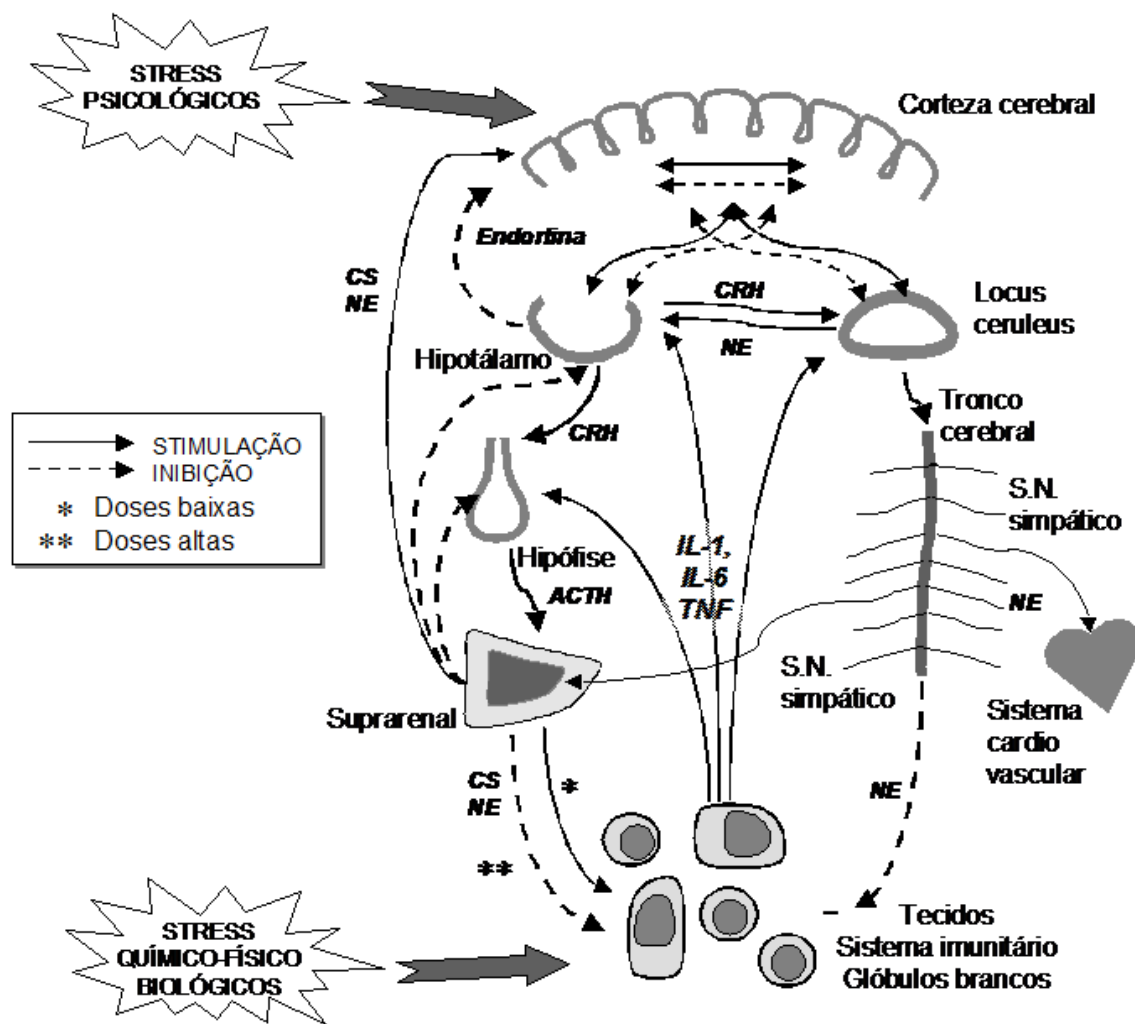 STRESS
PSICOLÓGICOS
Corteza cerebral
Endorfina
CS
NE
CRH
NE
Locus
ceruleus
Hipotálamo
CRH
Tronco
cerebral
STIMULAÇÃO
INIBIÇÃO
* Doses baixas
** Doses altas
S.N.
simpático
Hipófise
ACTH
IL-1,
IL-6
TNF
NE
S.N.
simpático
Suprarenal
Sistema
cardio
vascular
CS
NE
*
**
NE
STRESS
QUÍMICO-FÍSICO
BIOLÓGICOS
Tecidos
Sistema imunitário
Glóbulos brancos